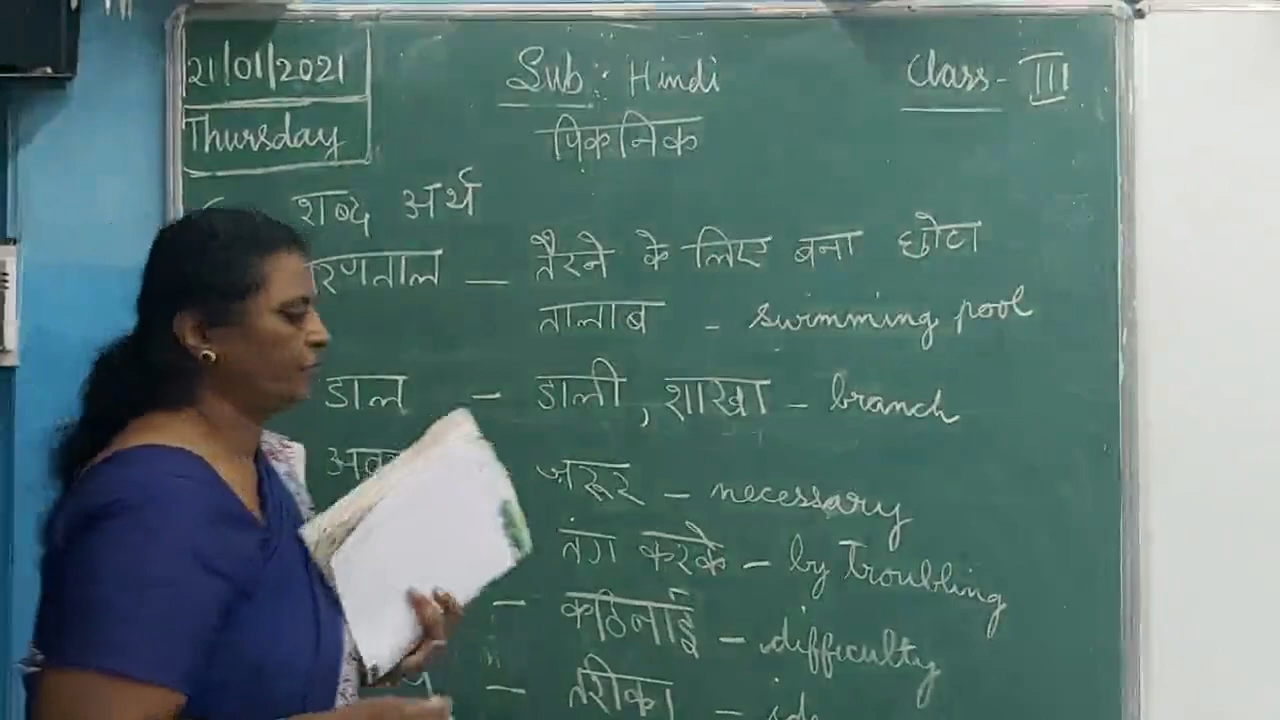 21/01/2021
Sub: Hindi
Class- III
Thursday
पिकनिक
शब्द अर्थ
रणताल — तैरने के लिए बना छोटा
तालाब - swimming pool
डाल - डाली, शाखा - branch
ज़रूर - necessary
तंग करके - by troubling
- कठिनाई - difficulty
- तरीका -